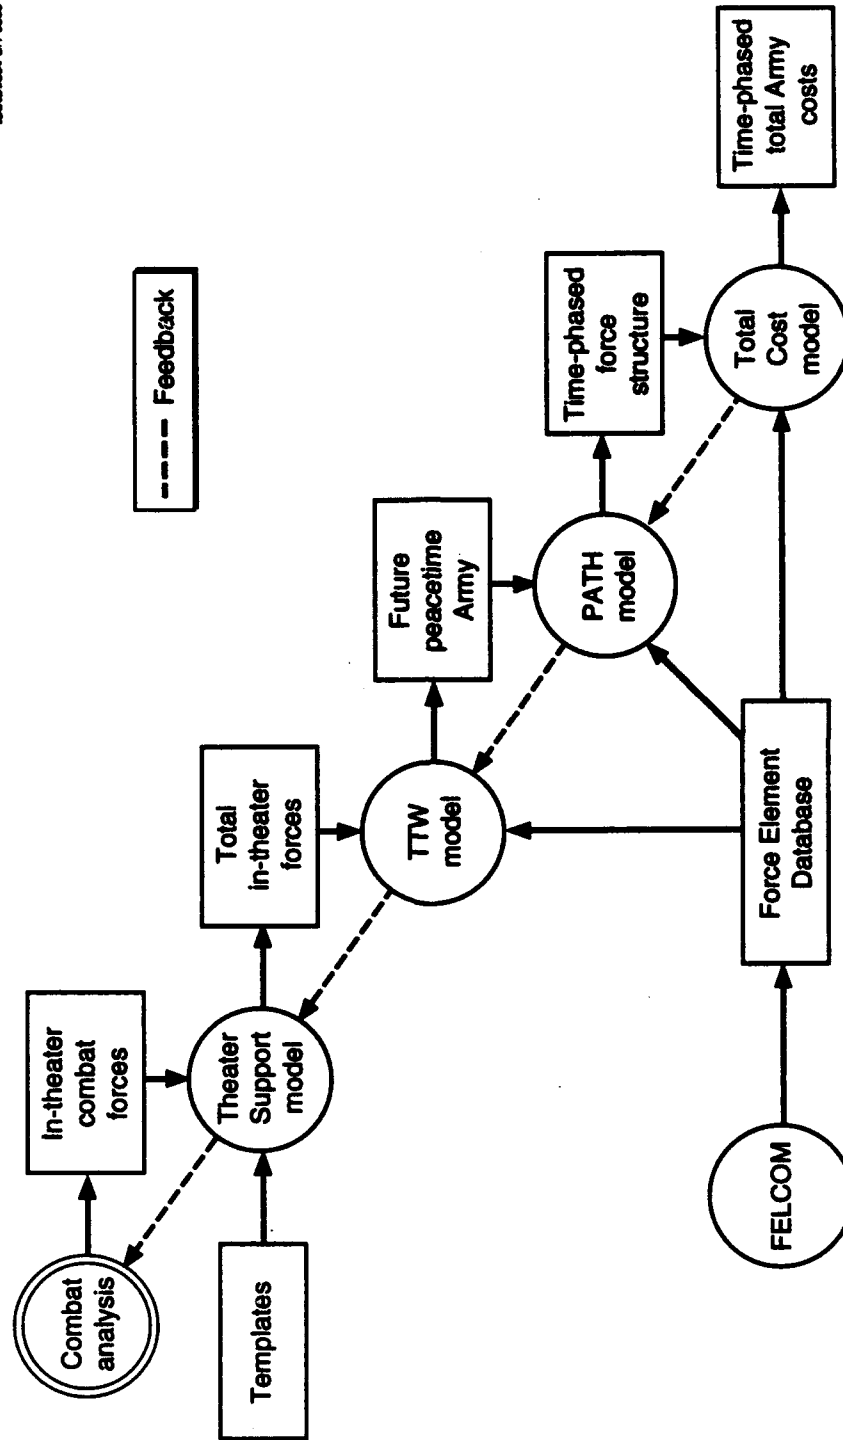 Combat
analysis
In-theater
combat
forces
Templates
Theater
Support
model
Total
in-theater
forces
TTW
model
Future
peacetime
Army
---- Feedback
PATH
model
Time-phased
force
structure
FELCOM
Force Element
Database
Total
Cost
model
Time-phased
total Army
costs